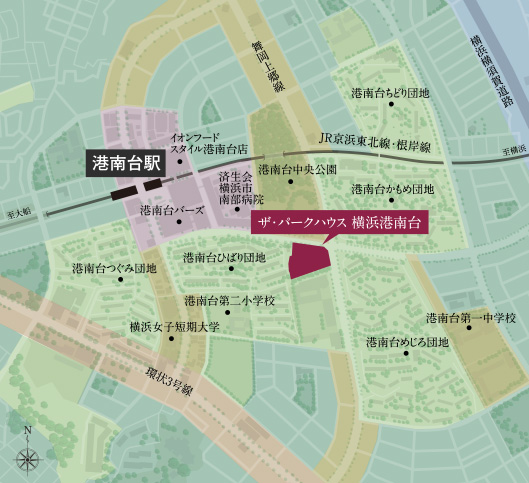 舞岡上郷線
横浜横須賀道路
港南台ちどり団地
イオンフード
スタイル港南台店
JR京浜東北線・根岸線
至横浜
港南台駅
済生会
横浜市
南部病院
港南台中央公園
港南台かもめ団地
至大船
港南台バーズ
ザ・パークハウス 横浜港南台
港南台つぐみ団地
港南台ひばり団地
港南台第二小学校
横浜女子短期大学
港南台第一中学校
港南台めじろ団地
環状3号線
N